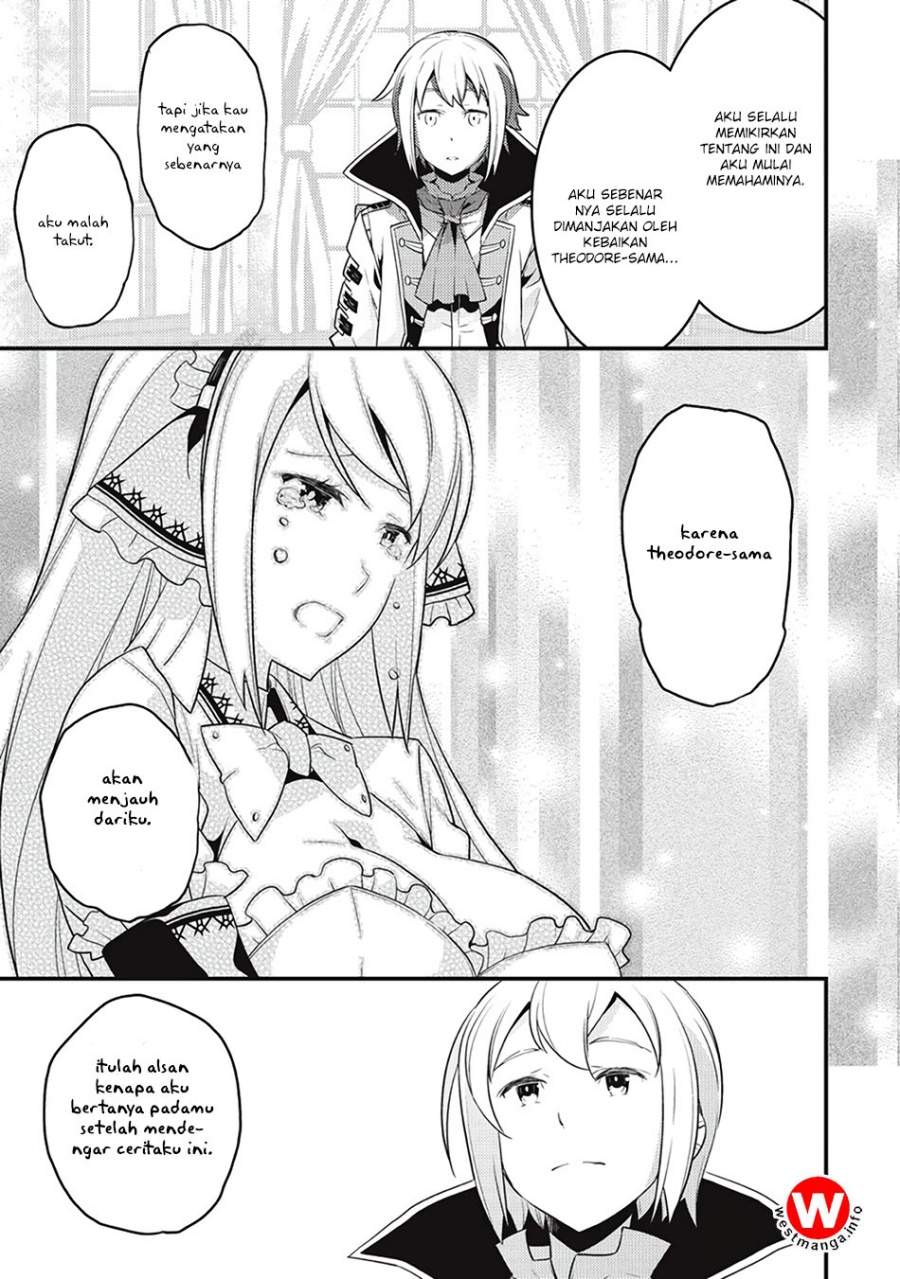 AKU SELALU
MEMIKIRKAN
TENTANG INI DAN
AKU MULAI
MEMAHAMINYA.
AKU SEBENAR
NYA SELALU
DIMANJAKAN OLEH
KEBAIKAN
THEODORE-SAMA...
tapi jika kau
mengatakan
yang
sebenarnya
aku malah
takut.
karena
theodore-sama
akan
menjauh
dariku.
itulah alsan
kenapa aku
bertanya padamu
setelah mende-
ngar ceritaku ini.
W
westmanga.info